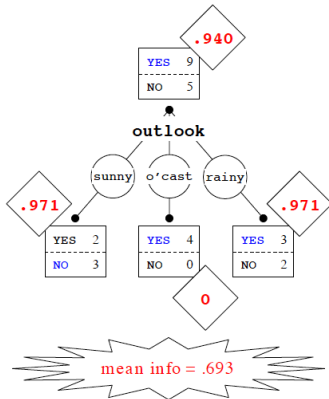 .940
YES 9
NO 5
outlook
sunny o'cast rainy
.971 .971
YES 2 YES 4 YES 3
NO 3 NO 0 NO 2
0
mean info = .693